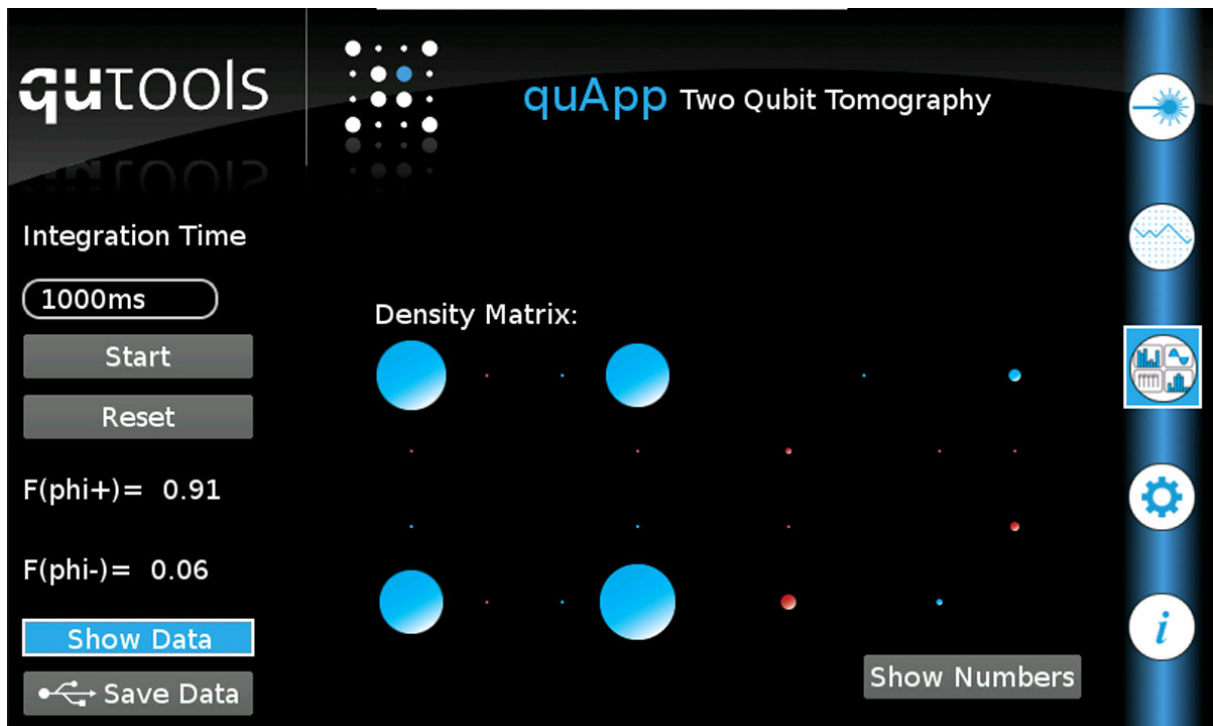 qutools
quApp Two Qubit Tomography
Integration Time
1000ms
Start
Reset
F(phi+)= 0.91
F(phi-)= 0.06
Show Data
Save Data
Density Matrix:
Show Numbers
i